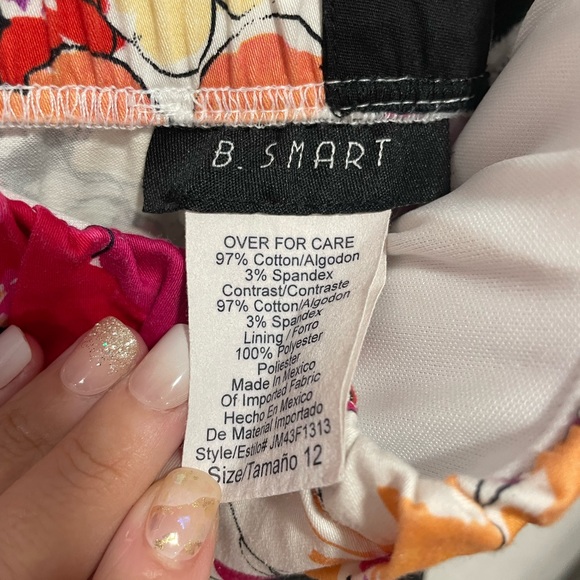 B. SMART
OVER FOR CARE
97% Cotton/Algodon
3% Spandex
Contrast/Contraste
97% Cotton/Algodon
3% Spandex
Lining / Forro
100% Polyester
Poliester
Made In Mexico
Of Imported Fabric
Hecho En Mexico
De Material Importado
Style/Estilo# JM43F1313
Size/Tamaño 12